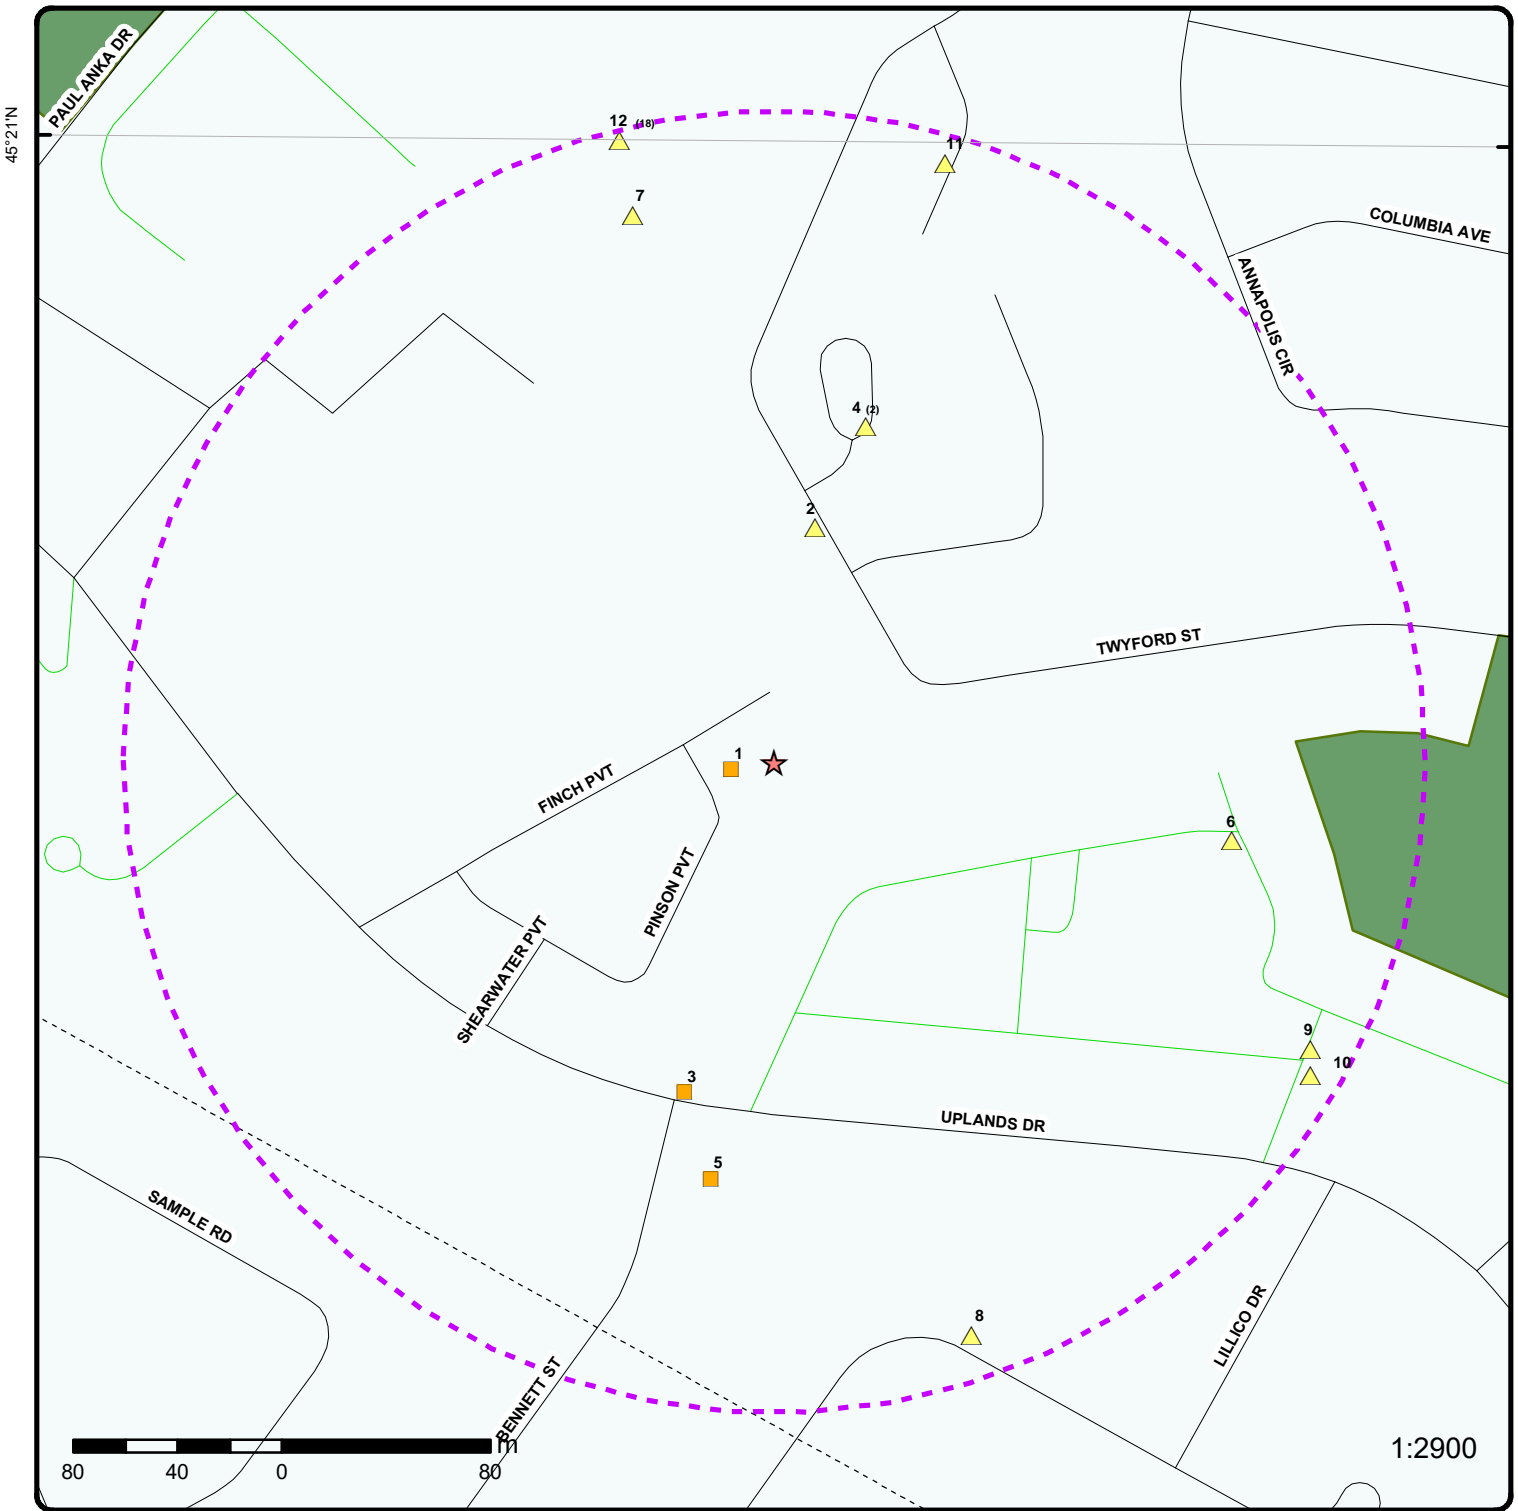 PAUL ANKA DR
45°21'N
12 (18)
11
7
COLUMBIA AVE
ANNAPOLIS CIR
4 (2)
2
TWYFORD ST
1
FINCH PVT
6
PINSON PVT
SHEARWATER PVT
9
10
3
UPLANDS DR
5
SAMPLE RD
8
LILLICO DR
BENNETT ST
m
1:2900
80 40 0 80